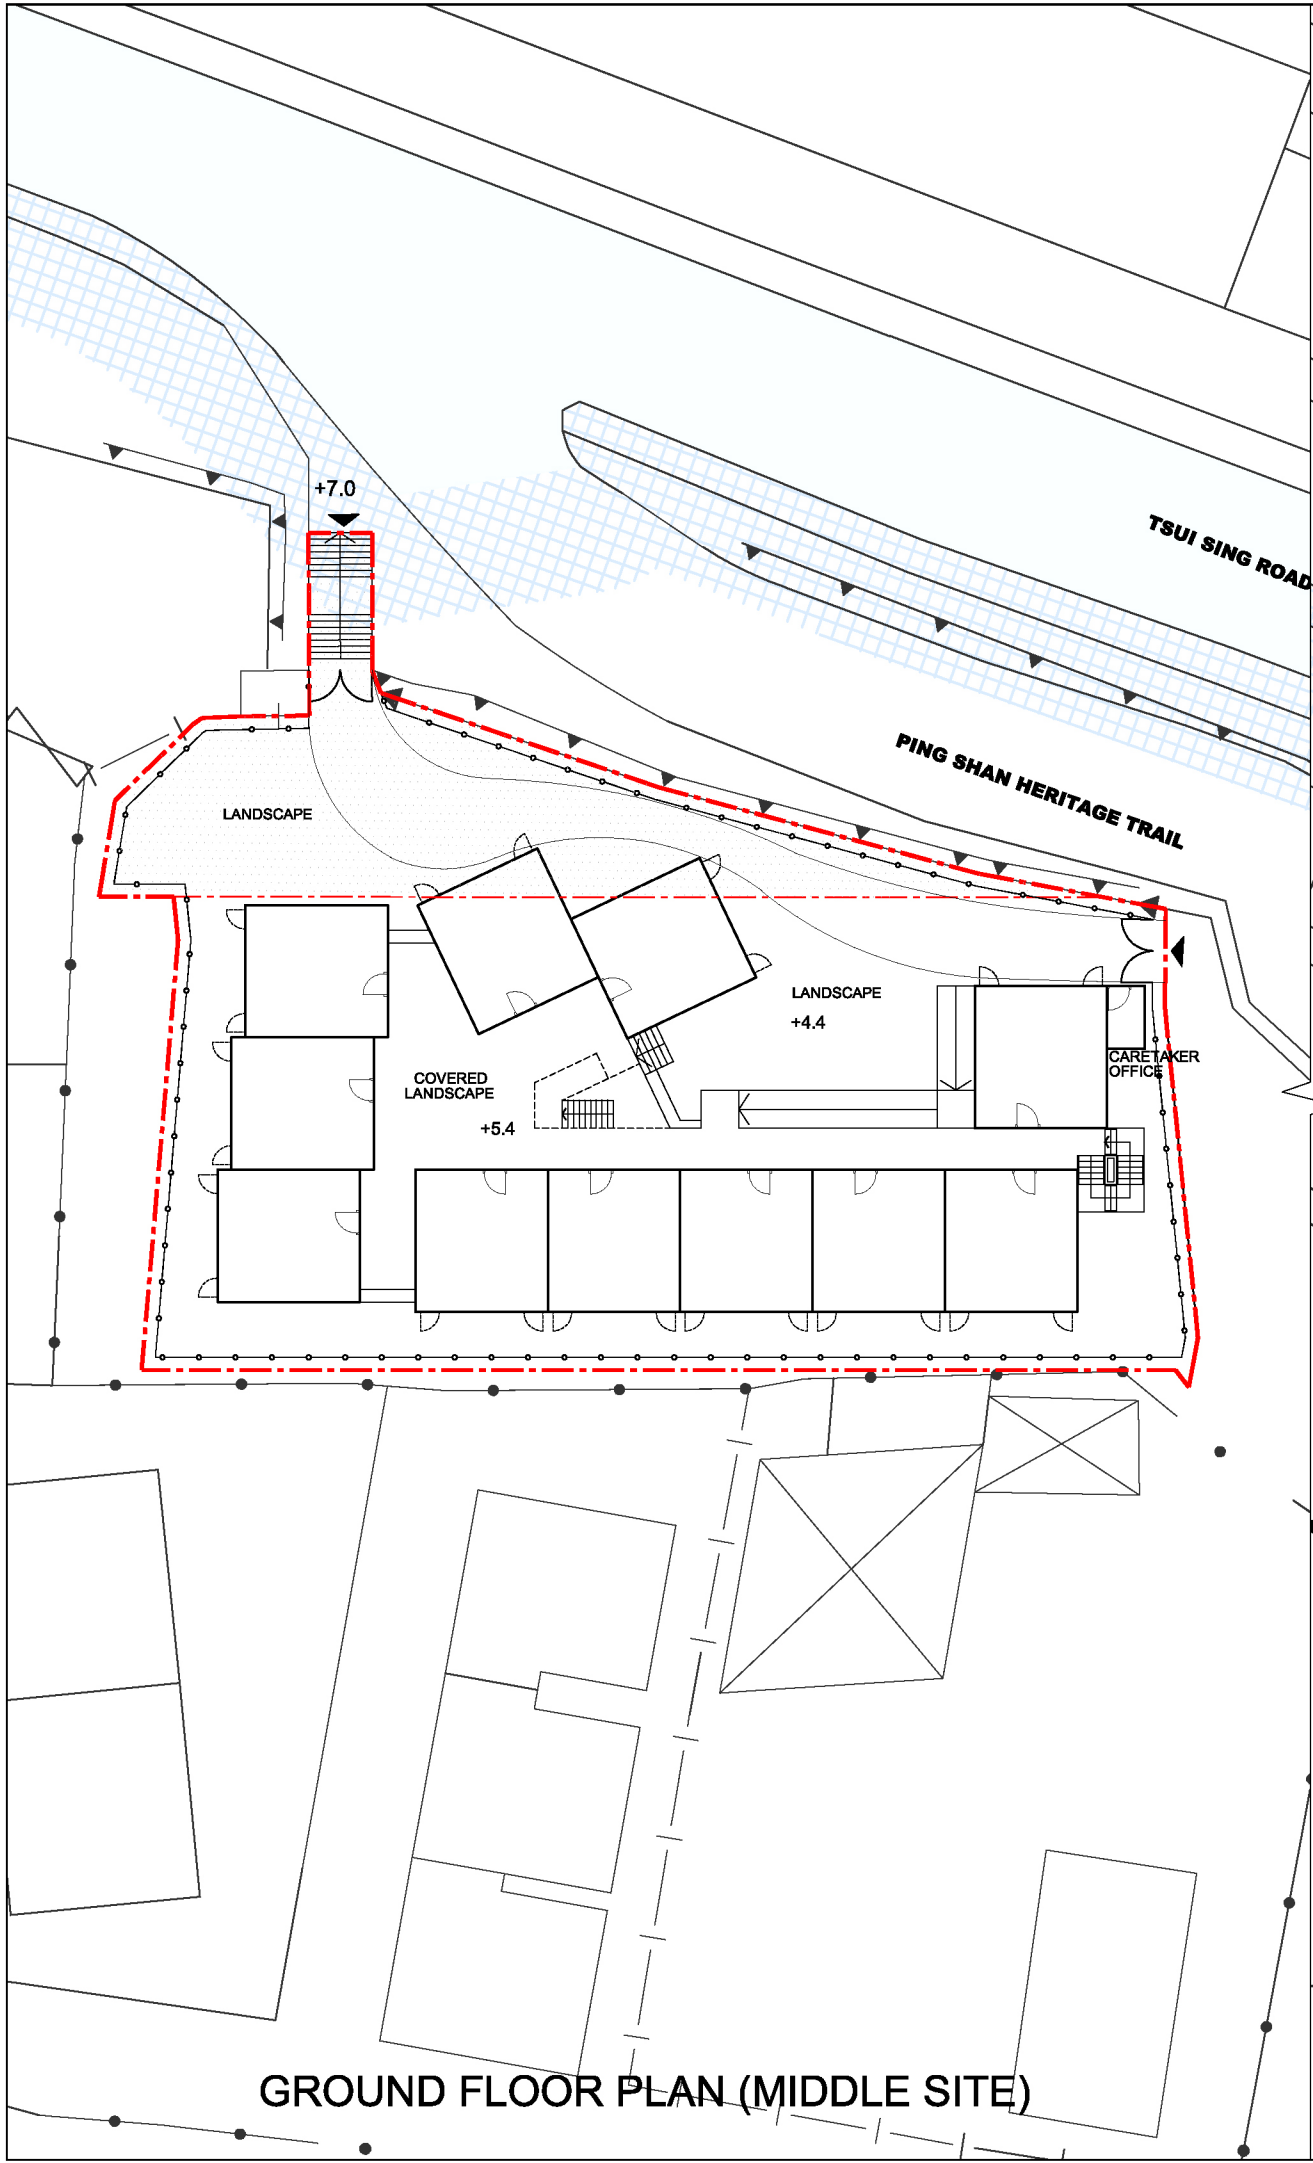 +7.0
TSUI SING ROAD
PING SHAN HERITAGE TRAIL
LANDSCAPE
LANDSCAPE
+4.4
CARETAKER
OFFICE
COVERED
LANDSCAPE
+5.4
GROUND FLOOR PLAN (MIDDLE SITE)